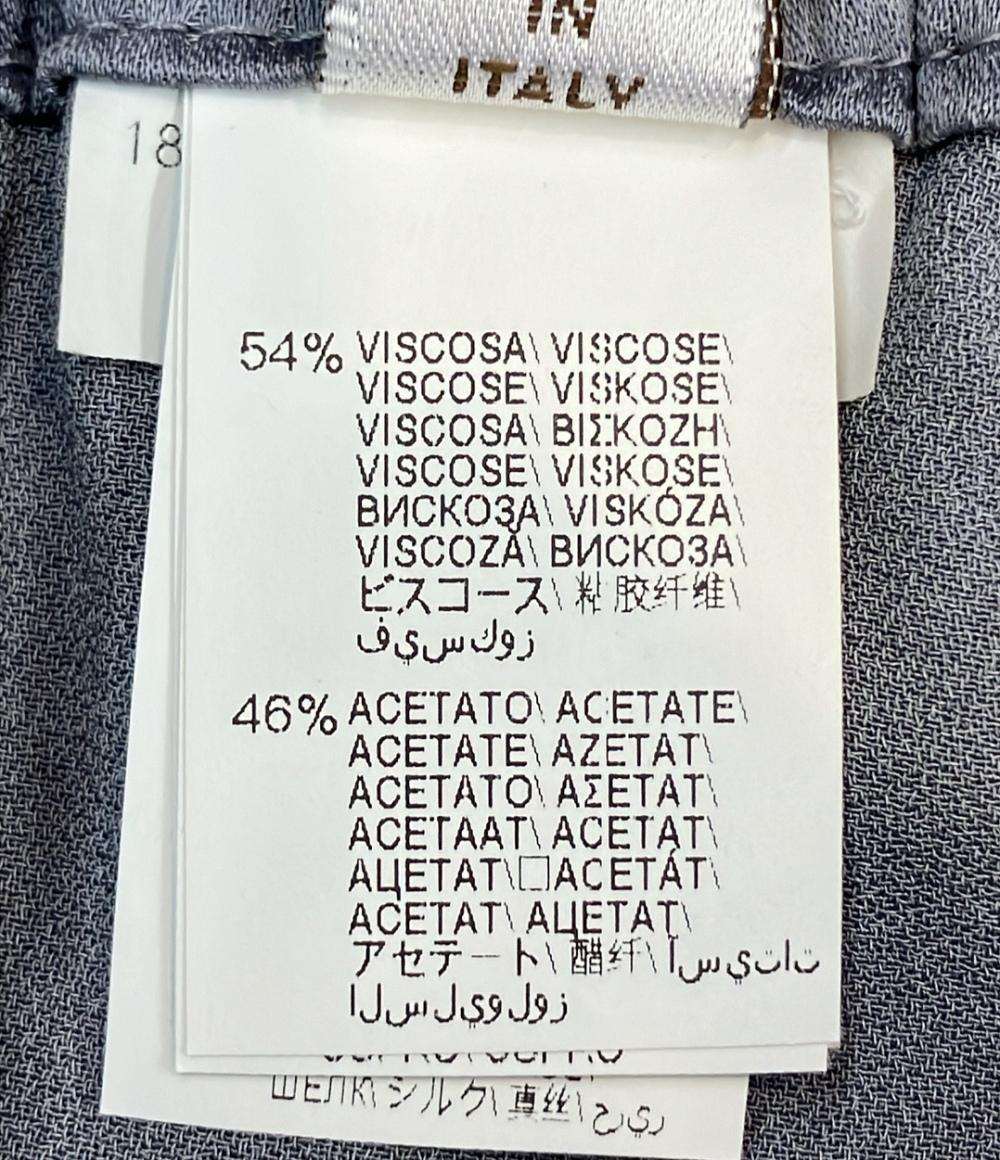 IN
ITALY
18
54% VISCOSA\ VISCOSE\
VISCOSE\ VISKOSE\
VISCOSA\ ΒΙΣΚΟΖΗ\
VISCOSE\ VISKOSE\
ВИСКОЗА\ VISKÓZA\
VISCOZĂ\ ВИСКОЗА\
ビスコース\ 粘胶纤维\
فيسكوز
46% ACETATO\ ACETATE\
ACETATE\ AZETAT\
ACETATO\ ΑΣΕΤΑΤ\
ACETAAT\ ACETAT\
АЦЕТАТ\□ACETÁT\
ACETAT\ АЦЕТАТ\
アセテート\ 醋纤\ آسيتات
السليولوز
ШЕЛК\ シルク\ 真丝\ حرير